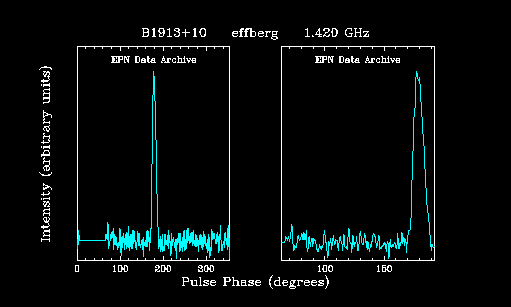 B1913+10 effberg 1.420 GHz
EPN Data Archive EPN Data Archive
Intensity (arbitrary units)
0 100 200 300 100 150
Pulse Phase (degrees)